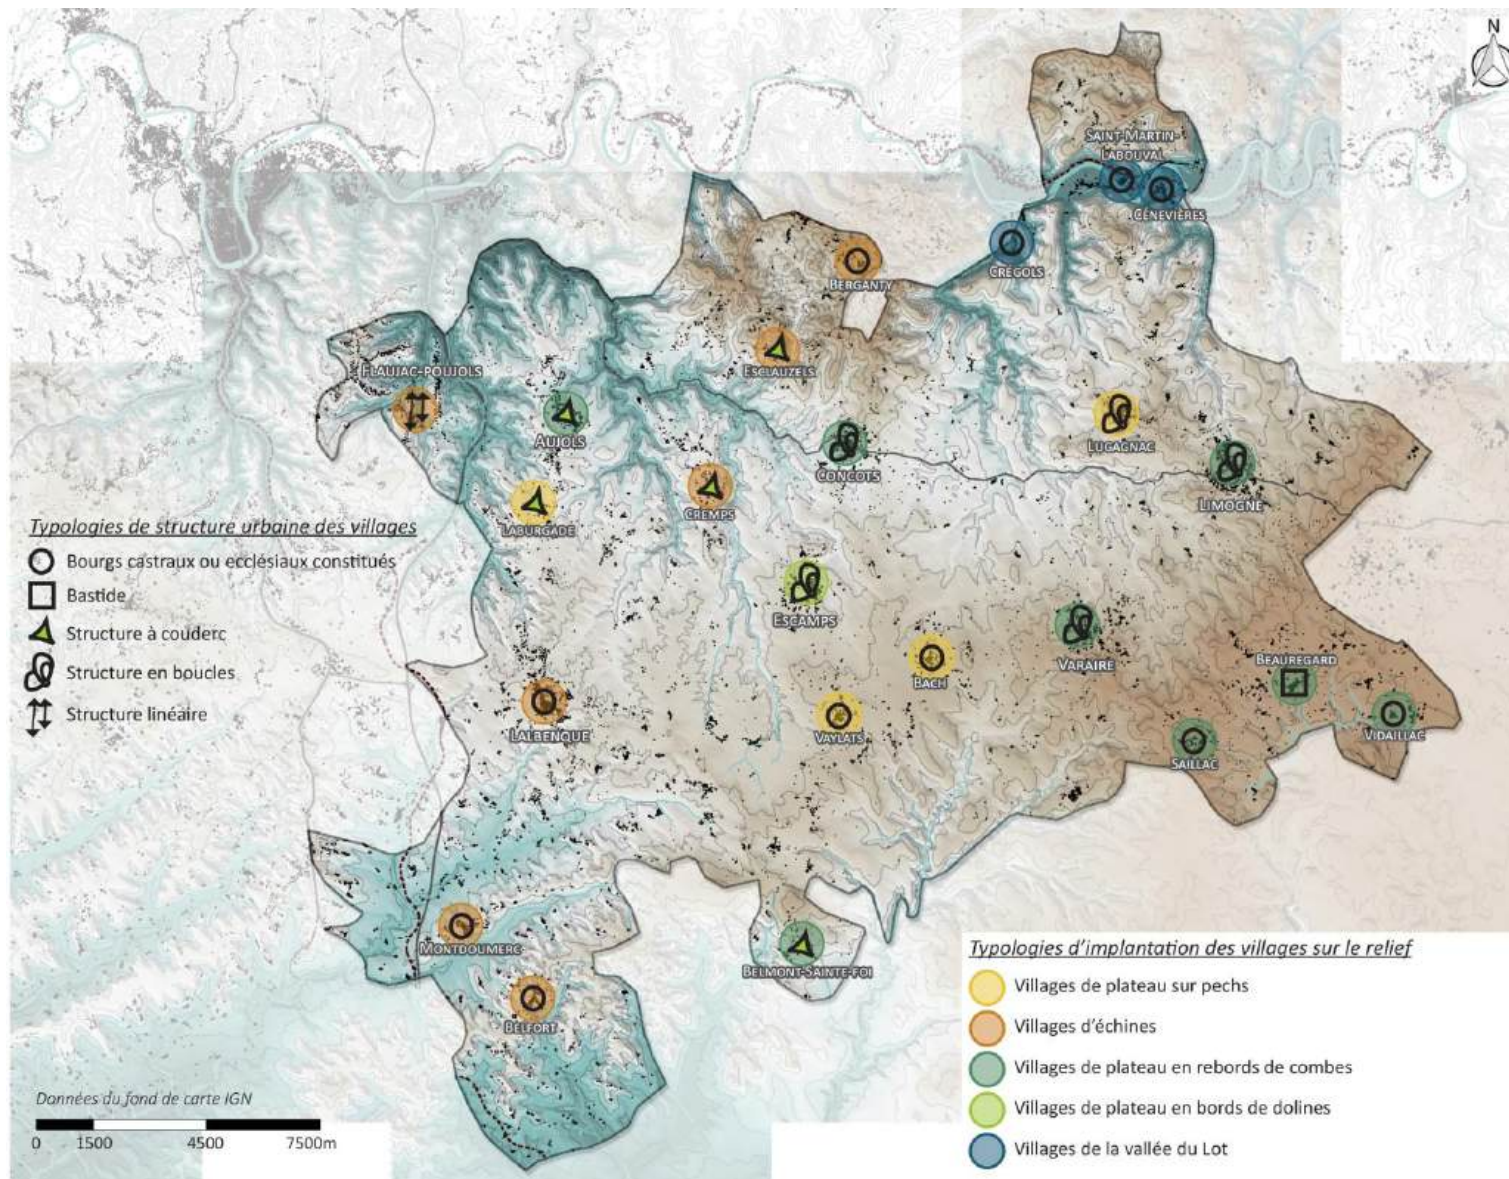 N
SAINT-MARTIN-
LABOUVAL
CÉNEVIÈRES
CRÉGOLS
BERGANTY
ESCLAUZELS
FLAUJAC-POUJOLS
AUJOLS
LUGAGNAC
CONCOTS
LIMOGNE
CREMPS
LABURGADE
Typologies de structure urbaine des villages
Bourgs castraux ou ecclésiaux constitués
Bastide
Structure à couderc
Structure en boucles
Structure linéaire
ESCAMPS
VARAIRE
BEAUREGARD
BACH
LALBENQUE
VAYLATS
VIDAILLAC
SAILLAC
MONTDOUMERC
BELMONT-SAINTE-FOI
BELFORT
Typologies d'implantation des villages sur le relief
Villages de plateau sur pechs
Villages d'échines
Villages de plateau en rebords de combes
Villages de plateau en bords de dolines
Villages de la vallée du Lot
Données du fond de carte IGN
0 1500 4500 7500m